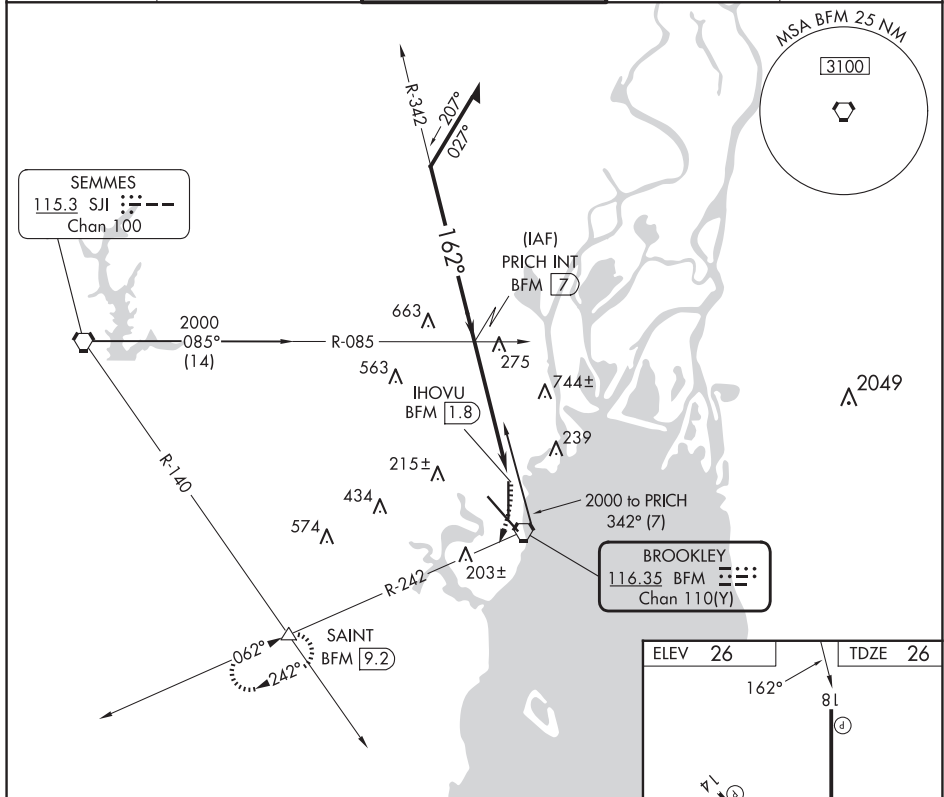 MSA BFM 25 NM
3100
R-342
207°
027°
SEMMES
115.3 SJI
Chan 100
162°
(IAF)
PRICH INT
BFM 7
663
2000
085°
(14)
R-085
275
563
IHOVU
BFM 1.8
744±
2049
239
215±
R-140
434
2000 to PRICH
342° (7)
574
BROOKLEY
116.35 BFM
Chan 110(Y)
203±
R-242
SAINT
BFM 9.2
062°
242°
ELEV 26
TDZE 26
162°
18
P
14
P